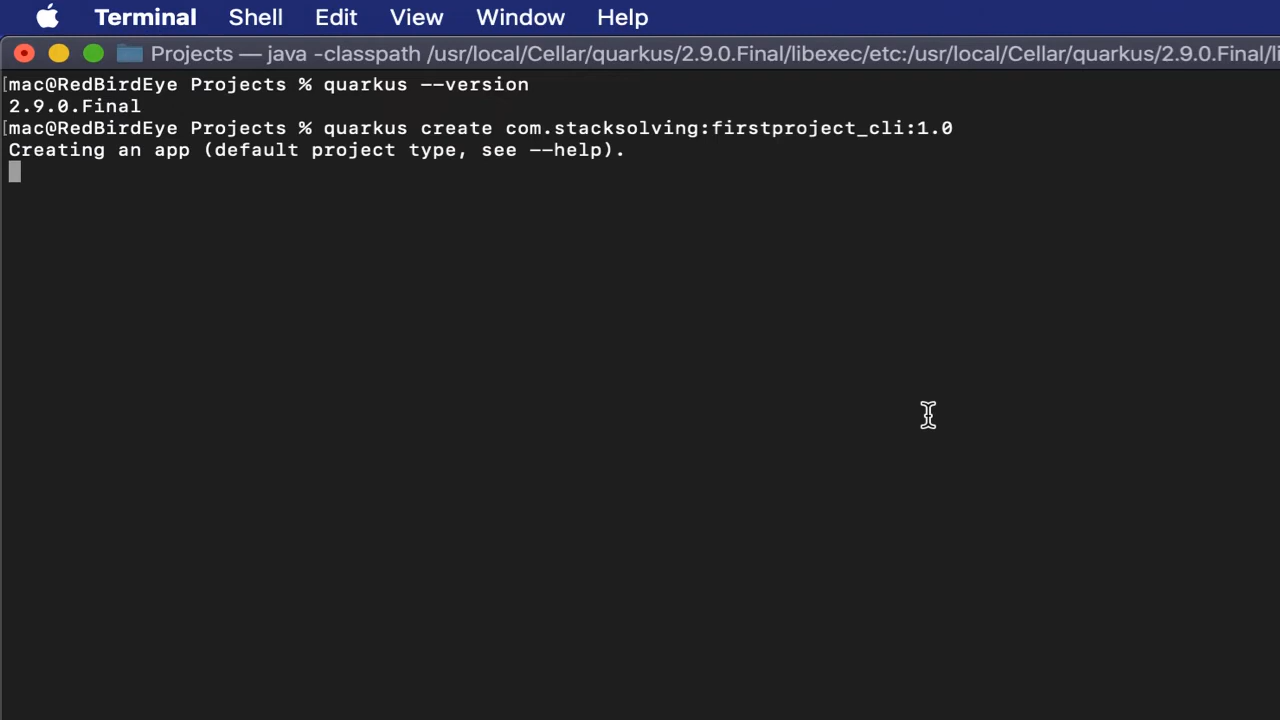 Terminal Shell Edit View Window Help
Projects — java -classpath /usr/local/Cellar/quarkus/2.9.0.Final/libexec/etc:/usr/local/Cellar/quarkus/2.9.0.Final/li
[mac@RedBirdEye Projects % quarkus --version
2.9.0.Final
[mac@RedBirdEye Projects % quarkus create com.stacksolving:firstproject_cli:1.0
Creating an app (default project type, see --help).